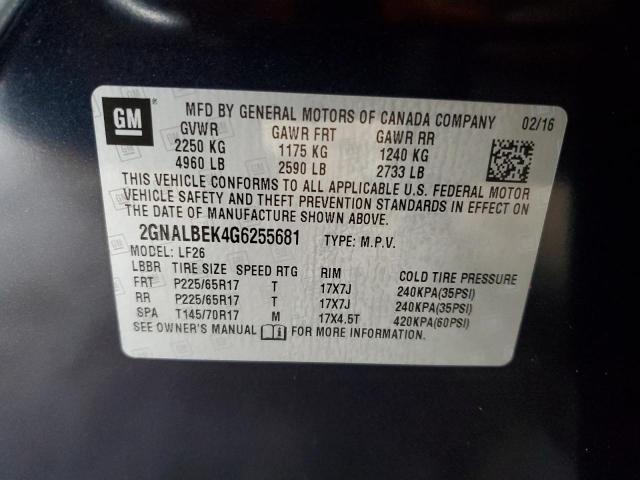 GM
MFD BY GENERAL MOTORS OF CANADA COMPANY 02/16
GVWR GAWR FRT GAWR RR
2250 KG 1175 KG 1240 KG
4960 LB 2590 LB 2733 LB
THIS VEHICLE CONFORMS TO ALL APPLICABLE U.S. FEDERAL MOTOR
VEHICLE SAFETY AND THEFT PREVENTION STANDARDS IN EFFECT ON
THE DATE OF MANUFACTURE SHOWN ABOVE.
2GNALBEK4G6255681 TYPE: M.P.V.
MODEL: LF26
LBBR TIRE SIZE SPEED RTG RIM COLD TIRE PRESSURE
FRT P225/65R17 T 17X7J 240KPA(35PSI)
RR P225/65R17 T 17X7J 240KPA(35PSI)
SPA T145/70R17 M 17X4.5T 420KPA(60PSI)
SEE OWNER'S MANUAL FOR MORE INFORMATION.